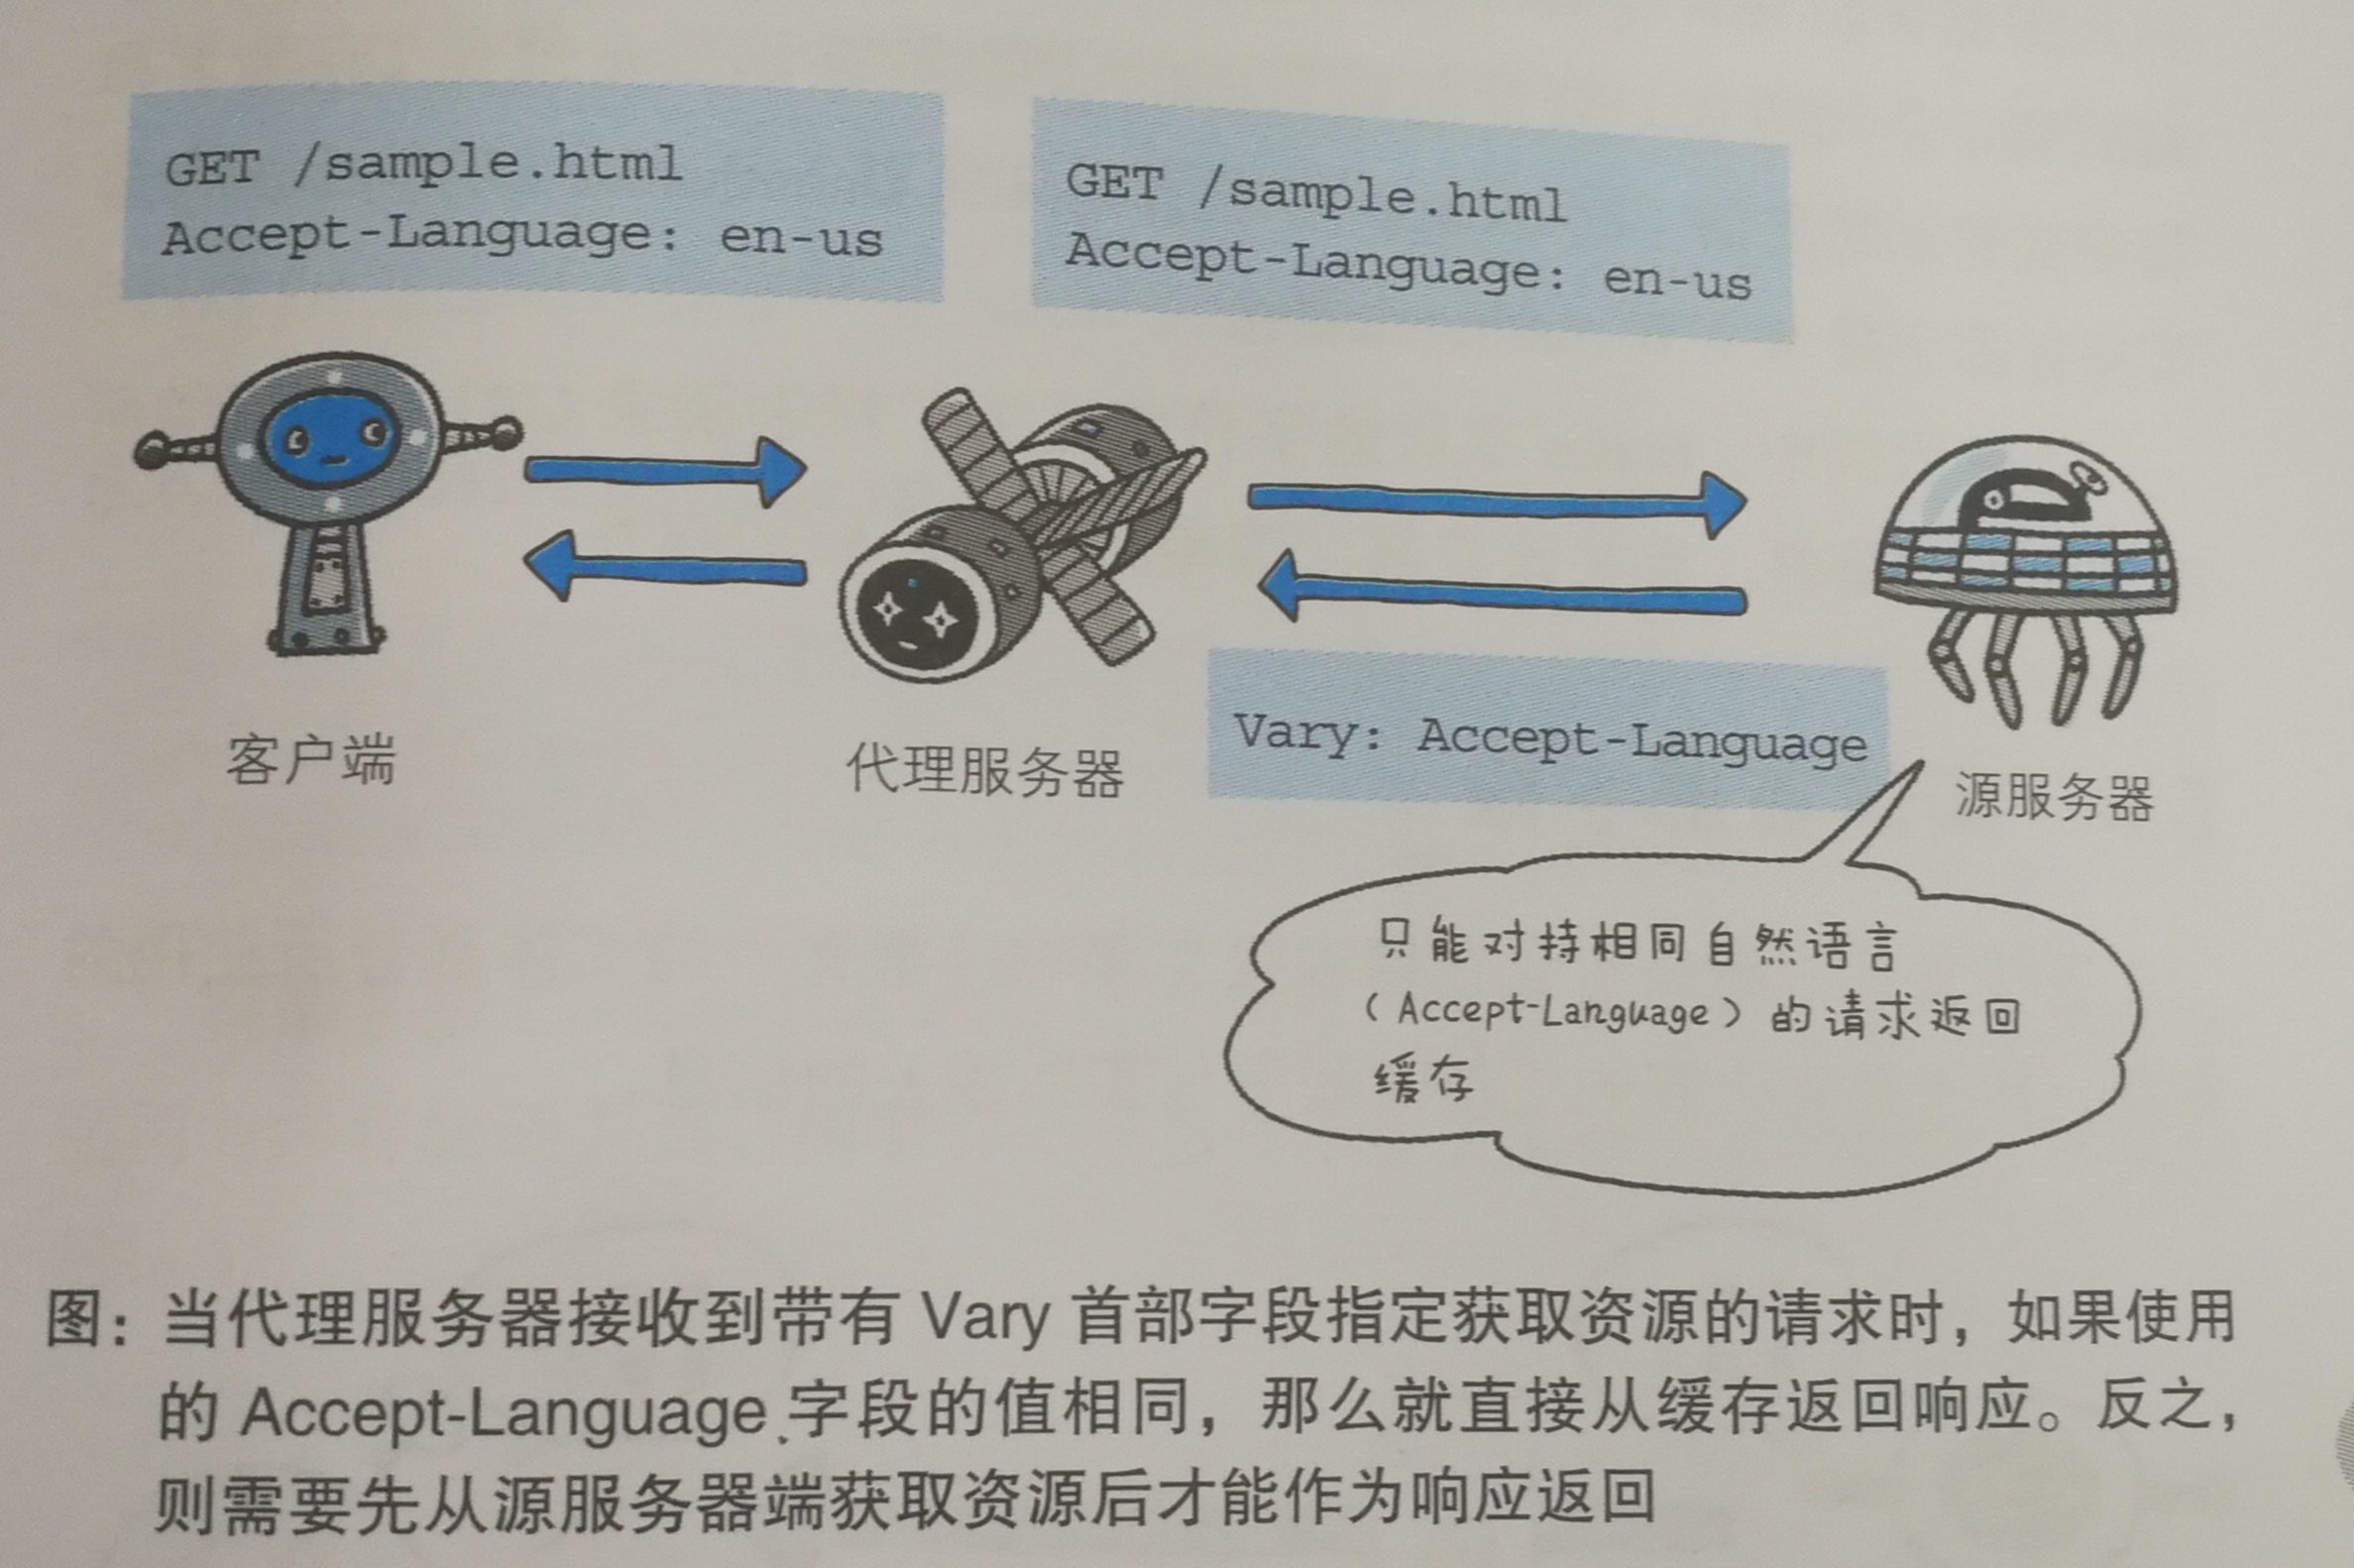 GET /sample.html
Accept-Language: en-us
GET /sample.html
Accept-Language: en-us
客户端
代理服务器
Vary: Accept-Language
源服务器
只能对持相同自然语言
（Accept-Language）的请求返回
缓存
图：当代理服务器接收到带有 Vary 首部字段指定获取资源的请求时，如果使用
的 Accept-Language 字段的值相同，那么就直接从缓存返回响应。反之，
则需要先从源服务器端获取资源后才能作为响应返回